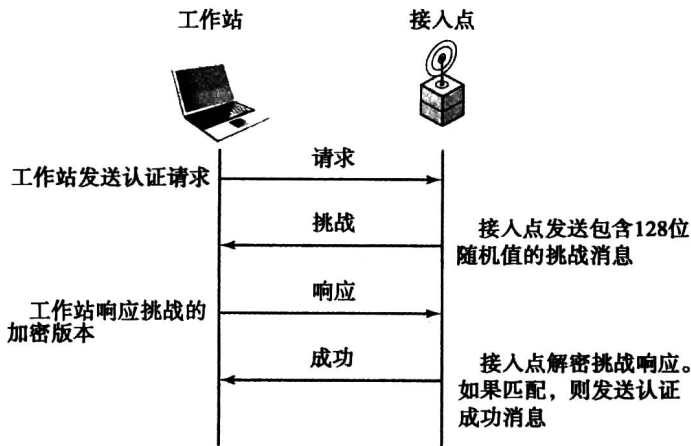 工作站
接入点
请求
工作站发送认证请求
挑战
接入点发送包含128位
随机值的挑战消息
响应
工作站响应挑战的
加密版本
成功
接入点解密挑战响应。
如果匹配，则发送认证
成功消息